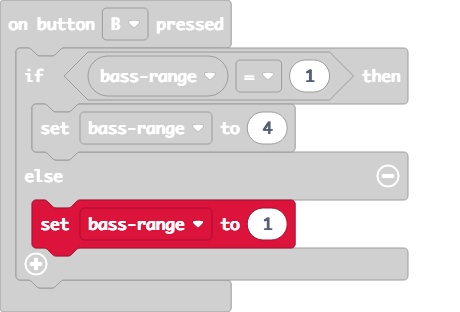 on button B pressed
if bass-range = 1 then
set bass-range to 4
else
set bass-range to 1